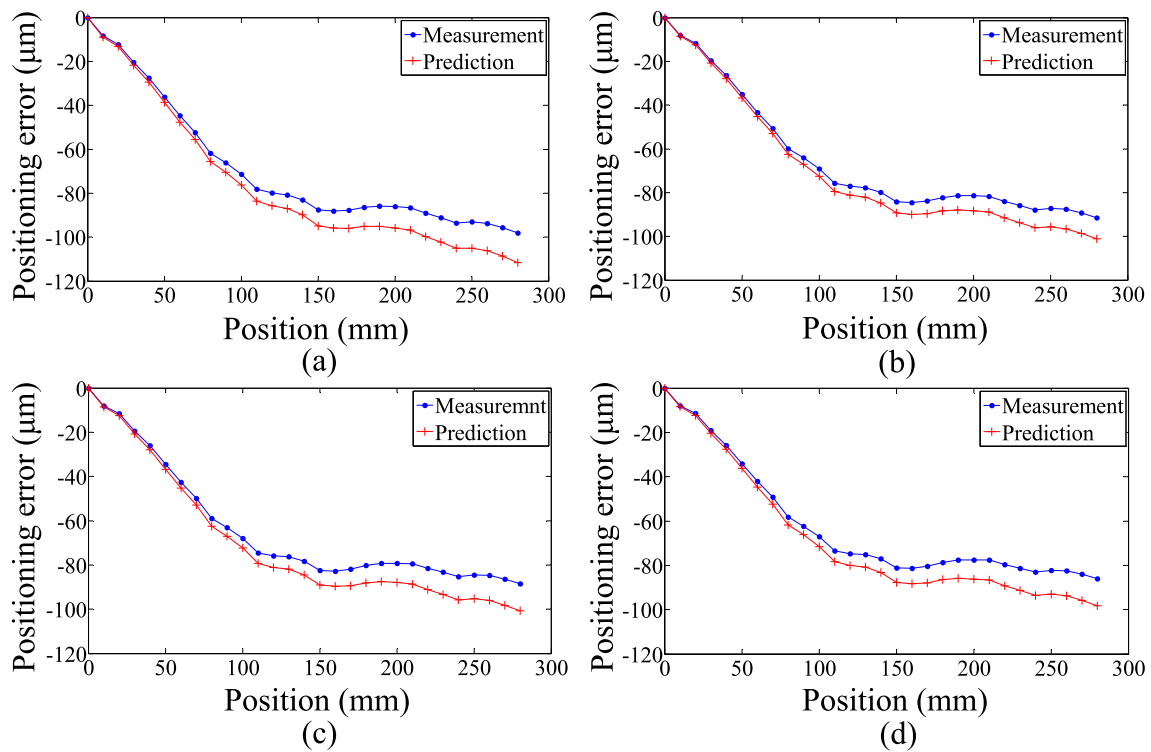 Positioning error (μm)
0
-20
-40
-60
-80
-100
-120
0 50 100 150 200 250 300
Measurement
Prediction
Position (mm)
(a)
Positioning error (μm)
0
-20
-40
-60
-80
-100
-120
0 50 100 150 200 250 300
Measurement
Prediction
Position (mm)
(b)
Positioning error (μm)
0
-20
-40
-60
-80
-100
-120
0 50 100 150 200 250 300
Measuremnt
Prediction
Position (mm)
(c)
Positioning error (μm)
0
-20
-40
-60
-80
-100
-120
0 50 100 150 200 250 300
Measurement
Prediction
Position (mm)
(d)